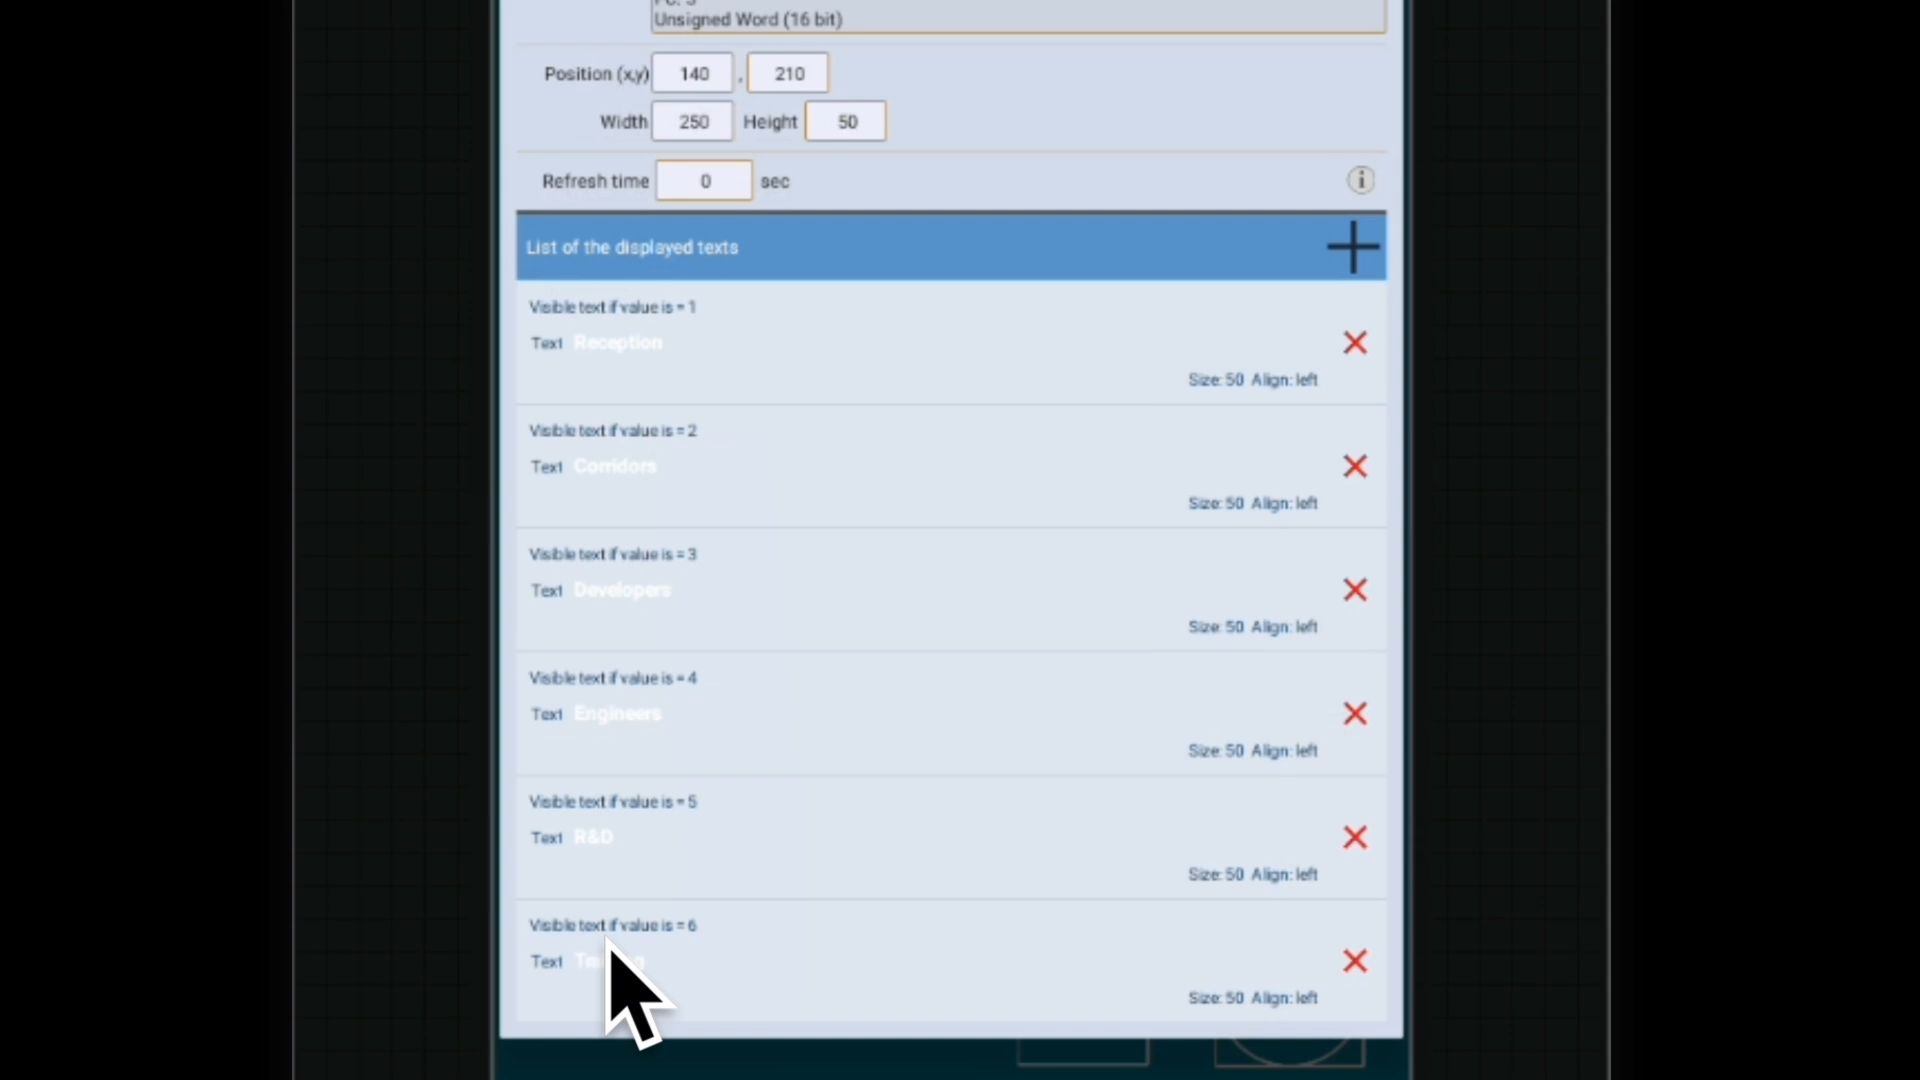 Unsigned Word (16 bit)
Position (x,y) 140 , 210
Width 250 Height 50
Refresh time 0 sec
List of the displayed texts
Visible text if value is = 1
Text Reception
Size: 50 Align: left
Visible text if value is = 2
Text Corridors
Size: 50 Align: left
Visible text if value is = 3
Text Developers
Size: 50 Align: left
Visible text if value is = 4
Text Engineers
Size: 50 Align: left
Visible text if value is = 5
Text R&D
Size: 50 Align: left
Visible text if value is = 6
Text
Size: 50 Align: left